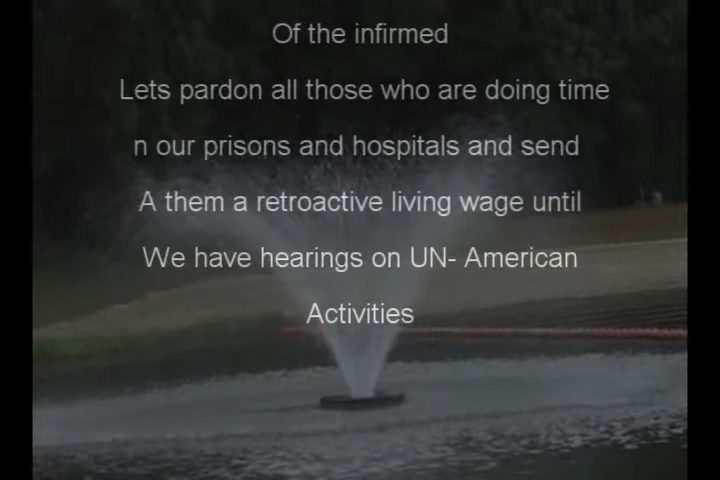 Of the infirmed
Lets pardon all those who are doing time
n our prisons and hospitals and send
A them a retroactive living wage until
We have hearings on UN- American
Activities